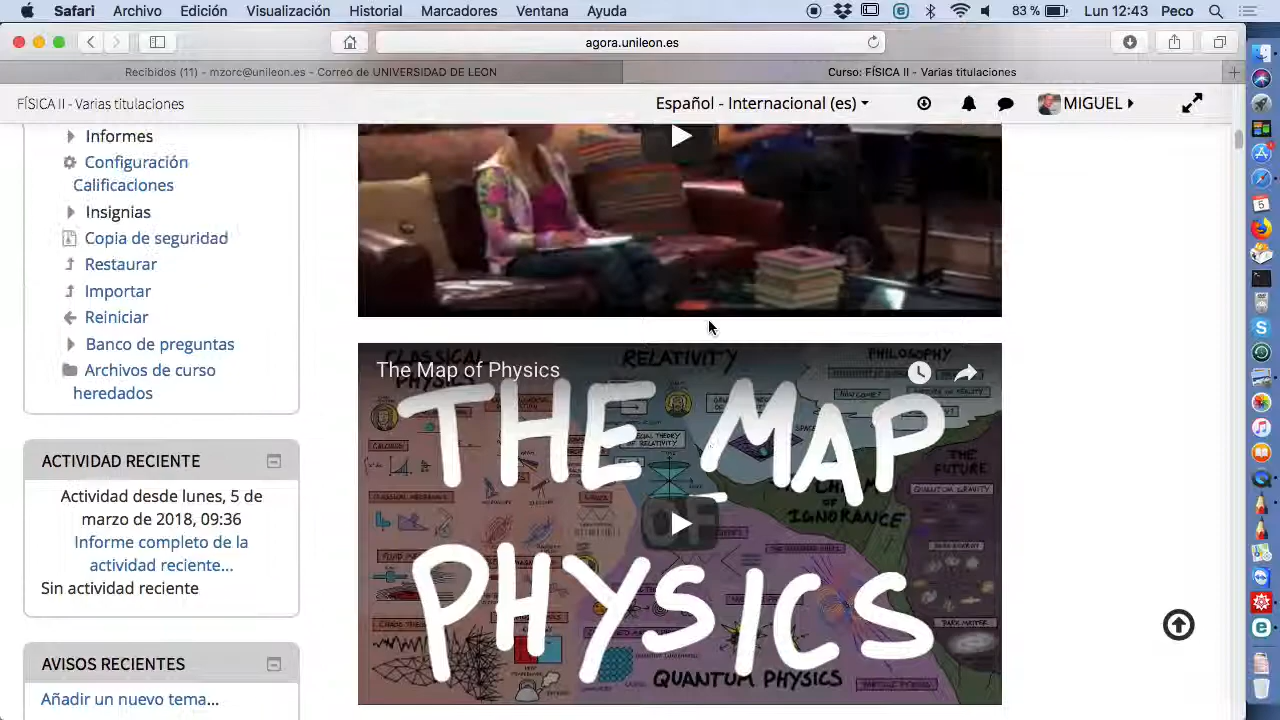 Safari Archivo Edición Visualización Historial Marcadores Ventana Ayuda 83 % Lun 12:43 Peco
agora.unileon.es
Recibidos (11) - mzorc@unileon.es - Correo de UNIVERSIDAD DE LEON
Curso: FÍSICA II - Varias titulaciones
FÍSICA II - Varias titulaciones
Español - Internacional (es)
MIGUEL
Informes
Configuración
Calificaciones
Insignias
Copia de seguridad
Restaurar
Importar
Reiniciar
Banco de preguntas
Archivos de curso
heredados
ACTIVIDAD RECIENTE
Actividad desde lunes, 5 de
marzo de 2018, 09:36
Informe completo de la
actividad reciente...
Sin actividad reciente
AVISOS RECIENTES
Añadir un nuevo tema...
The Map of Physics
CLASSICAL
PHYSICS
RELATIVITY
PHILOSOPHY
THE MAP
OF
PHYSICS
THE
FUTURE
QUANTUM GRAVITY
IGNORANCE
DARK MATTER
CHAOS THEORY
QUANTUM PHYSICS
5